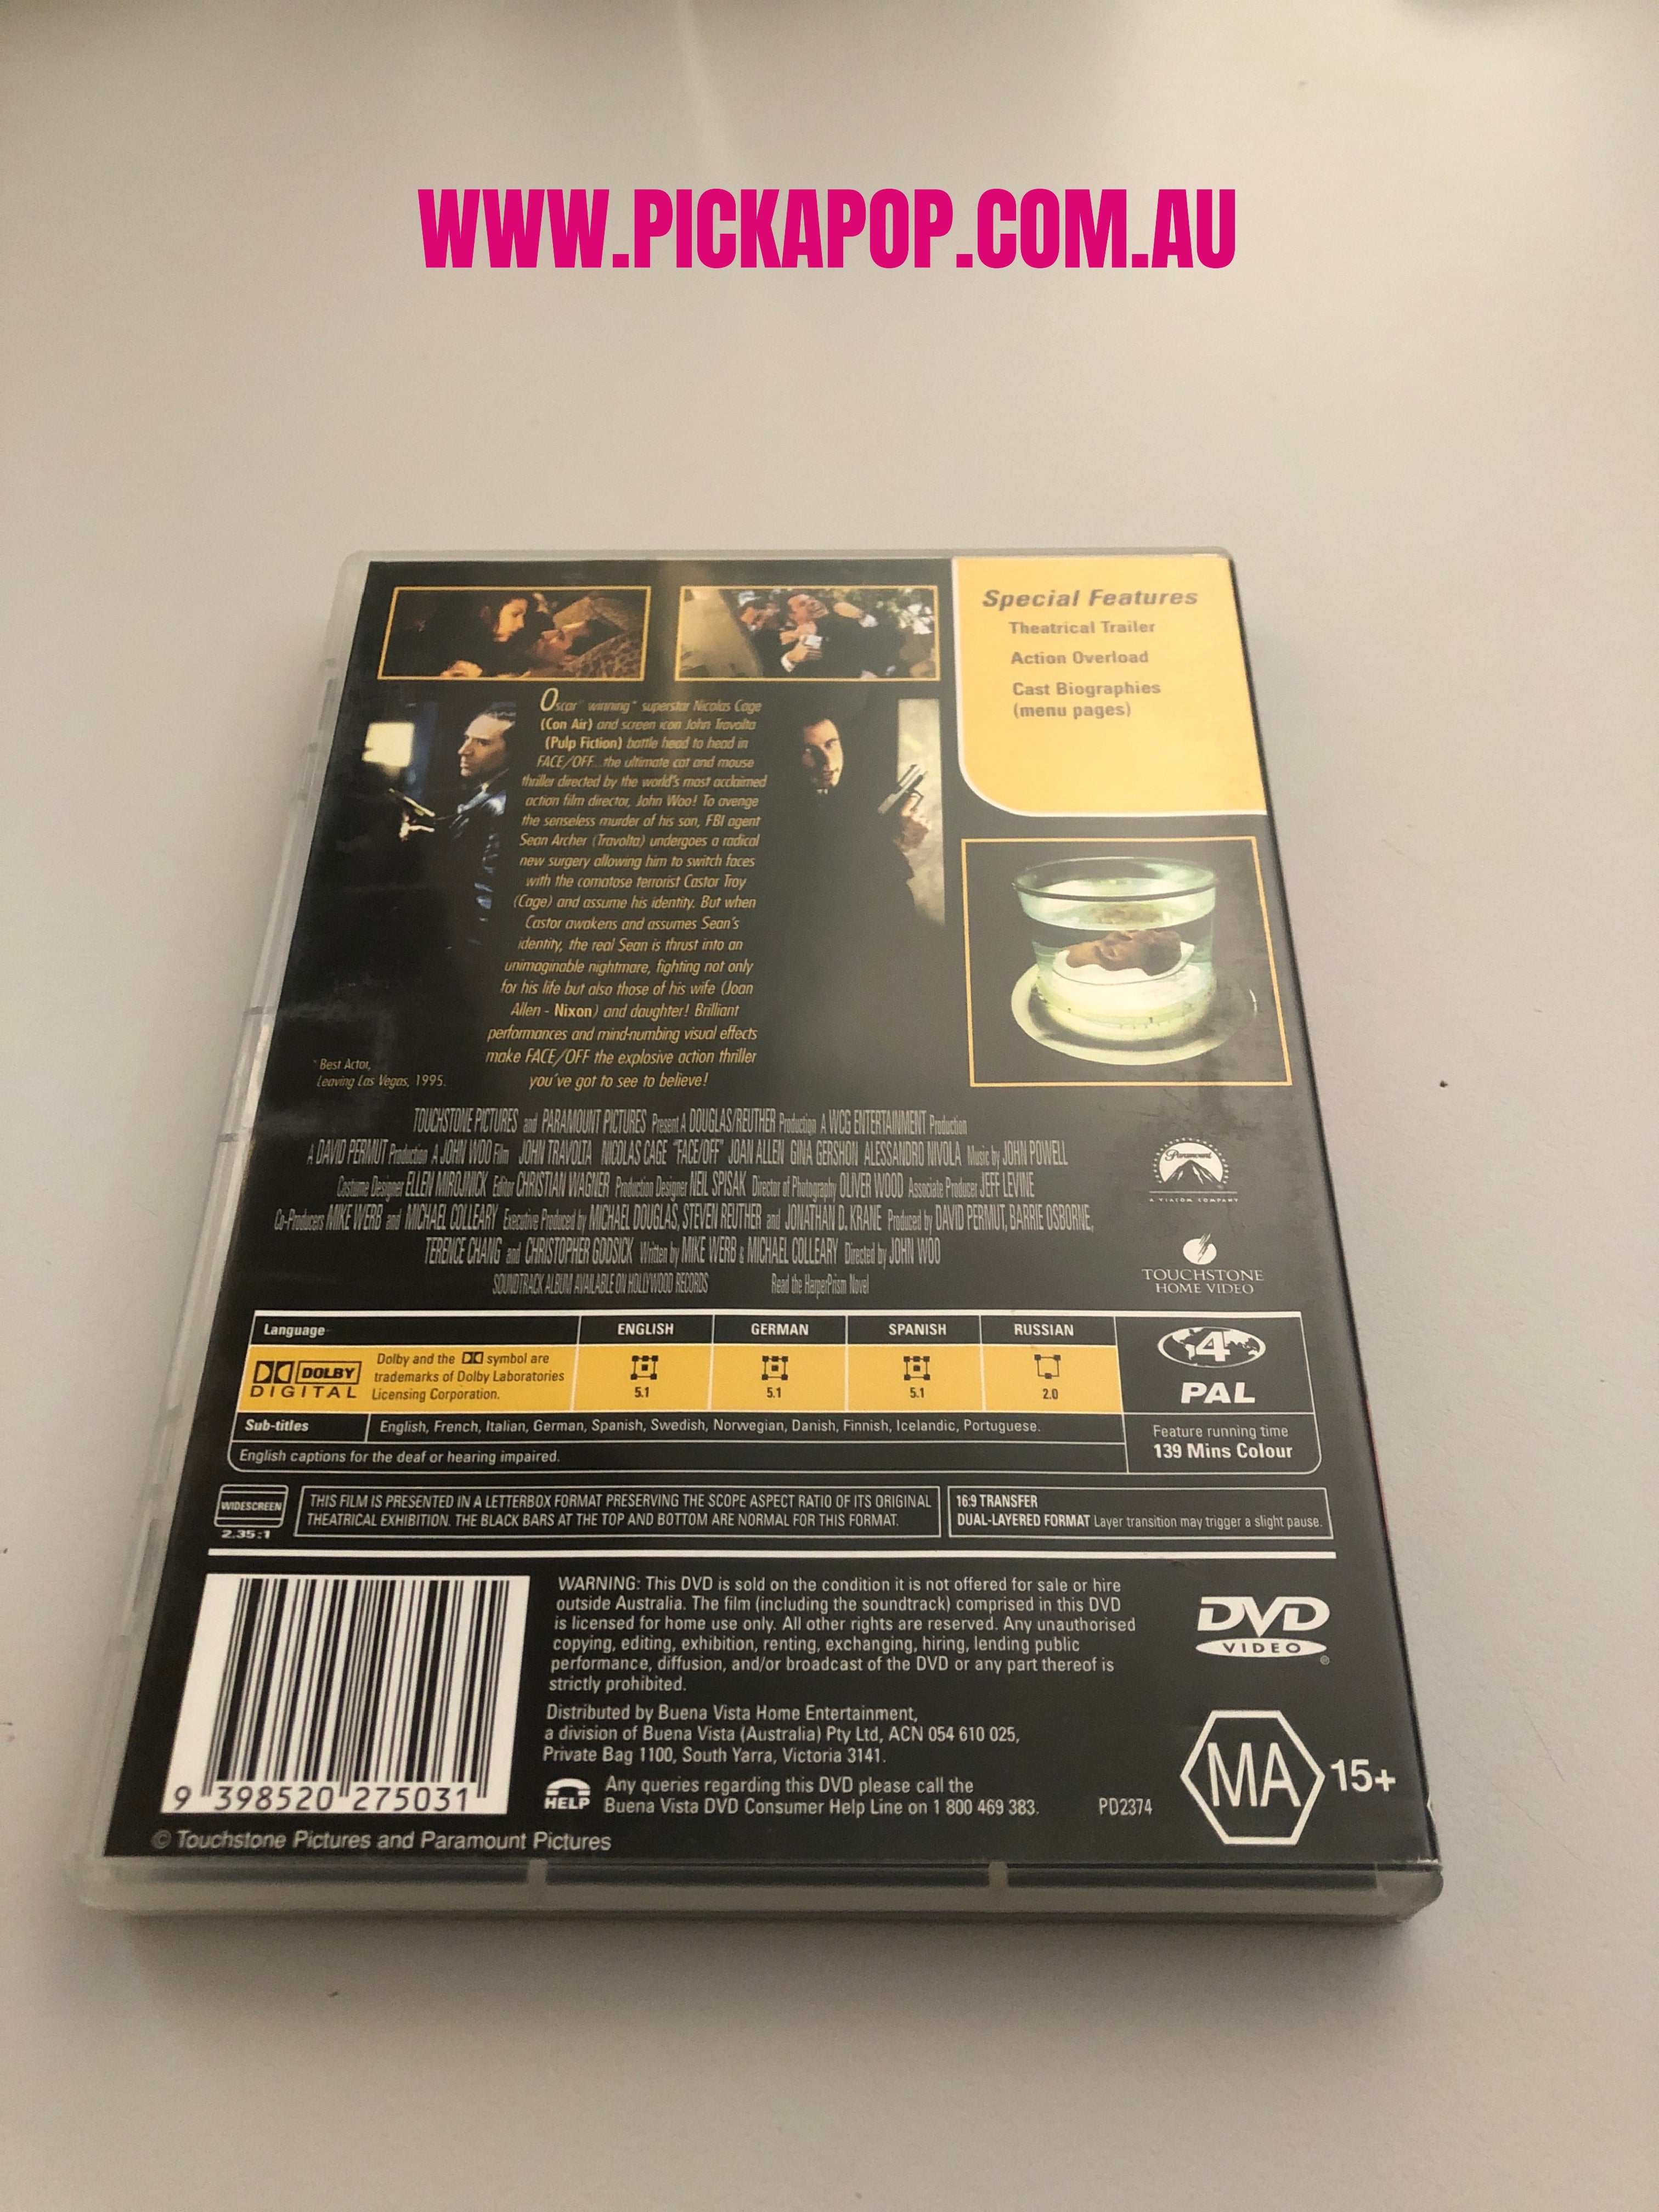 WWW.PICKAPOP.COM.AU
Special Features
Theatrical Trailer
Action Overload
Cast Biographies
(menu pages)
Oscar winning* superstar Nicolas Cage
(Con Air) and screen icon John Travolta
(Pulp Fiction) battle head to head in
FACE/OFF...the ultimate cat and mouse
thriller directed by the world's most acclaimed
action film director, John Woo! To avenge
the senseless murder of his son, FBI agent
Sean Archer (Travolta) undergoes a radical
new surgery allowing him to switch faces
with the comatose terrorist Castor Troy
(Cage) and assume his identity. But when
Castor awakens and assumes Sean's
identity, the real Sean is thrust into an
unimaginable nightmare, fighting not only
for his life but also those of his wife (Joan
Allen - Nixon) and daughter! Brilliant
performances and mind-numbing visual effects
make FACE/OFF the explosive action thriller
you've got to see to believe!
*Best Actor,
Leaving Las Vegas, 1995.
TOUCHSTONE PICTURES and PARAMOUNT PICTURES Present A DOUGLAS/REUTHER Production A WCG ENTERTAINMENT Production
A DAVID PERMUT Production A JOHN WOO Film JOHN TRAVOLTA NICOLAS CAGE "FACE/OFF" JOAN ALLEN GINA GERSHON ALESSANDRO NIVOLA Music by JOHN POWELL
Costume Designer ELLEN MIROJNICK Editor CHRISTIAN WAGNER Production Designer NEIL SPISAK Director of Photography OLIVER WOOD Associate Producer JEFF LEVINE
Co-Producers MIKE WERB and MICHAEL COLLEARY Executive Produced by MICHAEL DOUGLAS, STEVEN REUTHER and JONATHAN D. KRANE Produced by DAVID PERMUT, BARRIE OSBORNE,
TERENCE CHANG and CHRISTOPHER GODSICK Written by MIKE WERB & MICHAEL COLLEARY Directed by JOHN WOO
SOUNDTRACK ALBUM AVAILABLE ON HOLLYWOOD RECORDS Read the HarperPrism Novel
Paramount
A VIACOM COMPANY
TOUCHSTONE
HOME VIDEO
Language ENGLISH GERMAN SPANISH RUSSIAN
DOLBY
DIGITAL
Dolby and the DD symbol are
trademarks of Dolby Laboratories
Licensing Corporation.
5.1 5.1 5.1 2.0
4
PAL
Sub-titles English, French, Italian, German, Spanish, Swedish, Norwegian, Danish, Finnish, Icelandic, Portuguese.
English captions for the deaf or hearing impaired.
Feature running time
139 Mins Colour
WIDESCREEN
2.35:1
THIS FILM IS PRESENTED IN A LETTERBOX FORMAT PRESERVING THE SCOPE ASPECT RATIO OF ITS ORIGINAL
THEATRICAL EXHIBITION. THE BLACK BARS AT THE TOP AND BOTTOM ARE NORMAL FOR THIS FORMAT.
16:9 TRANSFER
DUAL-LAYERED FORMAT Layer transition may trigger a slight pause.
WARNING: This DVD is sold on the condition it is not offered for sale or hire
outside Australia. The film (including the soundtrack) comprised in this DVD
is licensed for home use only. All other rights are reserved. Any unauthorised
copying, editing, exhibition, renting, exchanging, hiring, lending public
performance, diffusion, and/or broadcast of the DVD or any part thereof is
strictly prohibited.
Distributed by Buena Vista Home Entertainment,
a division of Buena Vista (Australia) Pty Ltd, ACN 054 610 025,
Private Bag 1100, South Yarra, Victoria 3141.
HELP
Any queries regarding this DVD please call the
Buena Vista DVD Consumer Help Line on 1 800 469 383.
PD2374
DVD
VIDEO
MA 15+
9 398520 275031
© Touchstone Pictures and Paramount Pictures